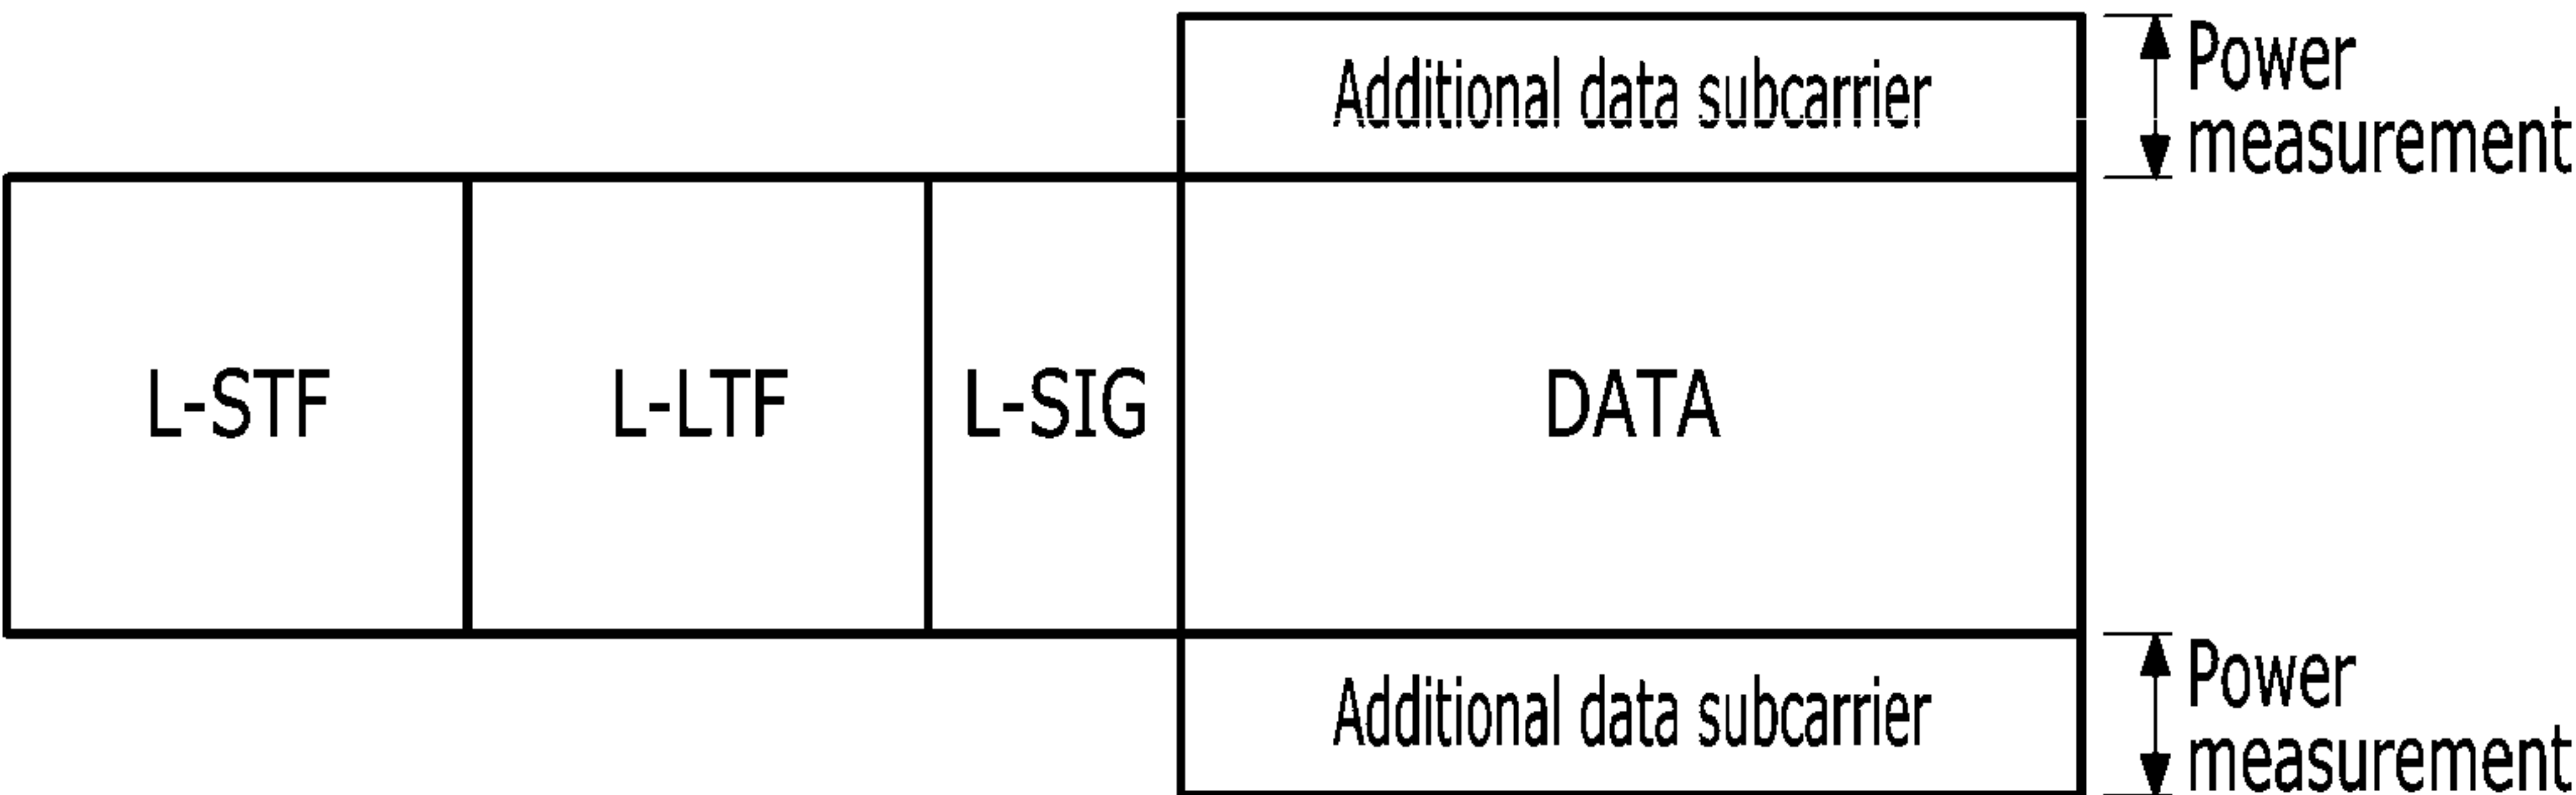 Additional data subcarrier
Power
measurement
L-STF
L-LTF
L-SIG
DATA
Additional data subcarrier
Power
measurement